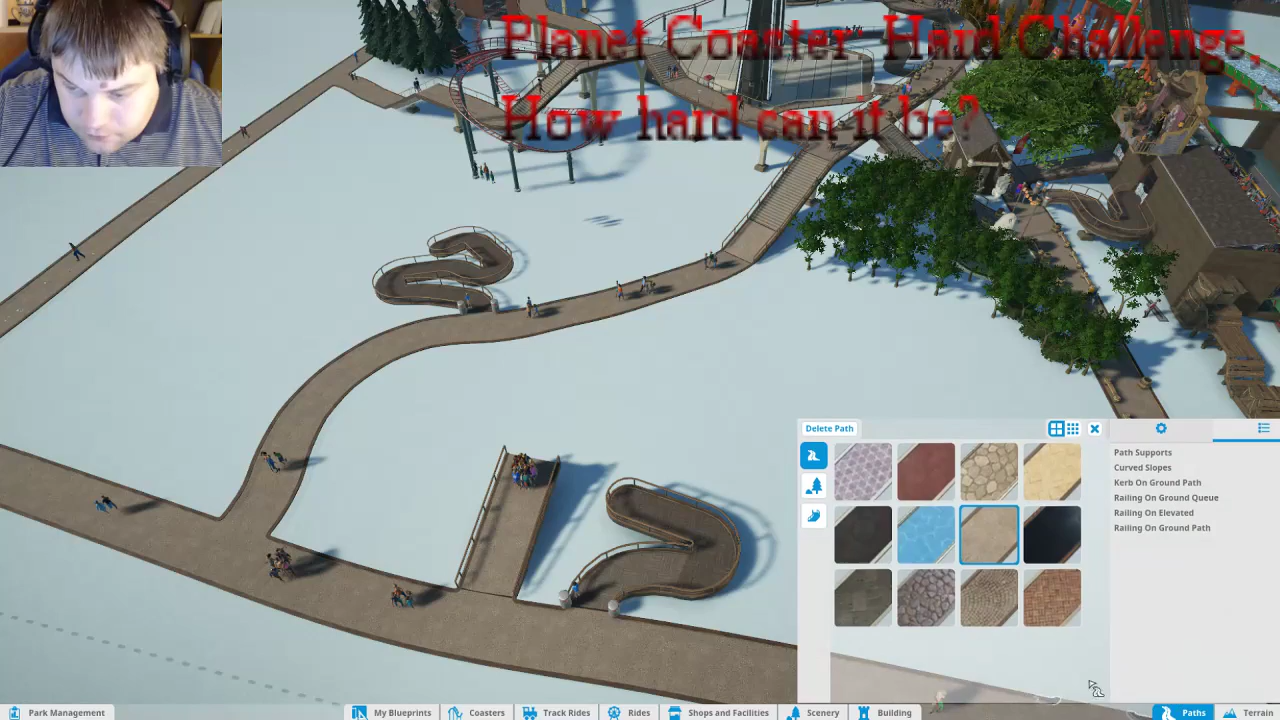 Planet Coaster: Hard Challenge,
How hard can it be?
Delete Path
Path Supports
Curved Slopes
Kerb On Ground Path
Railing On Ground Queue
Railing On Elevated
Railing On Ground Path
Park Management
My Blueprints
Coasters
Track Rides
Rides
Shops and Facilities
Scenery
Building
Paths
Terrain